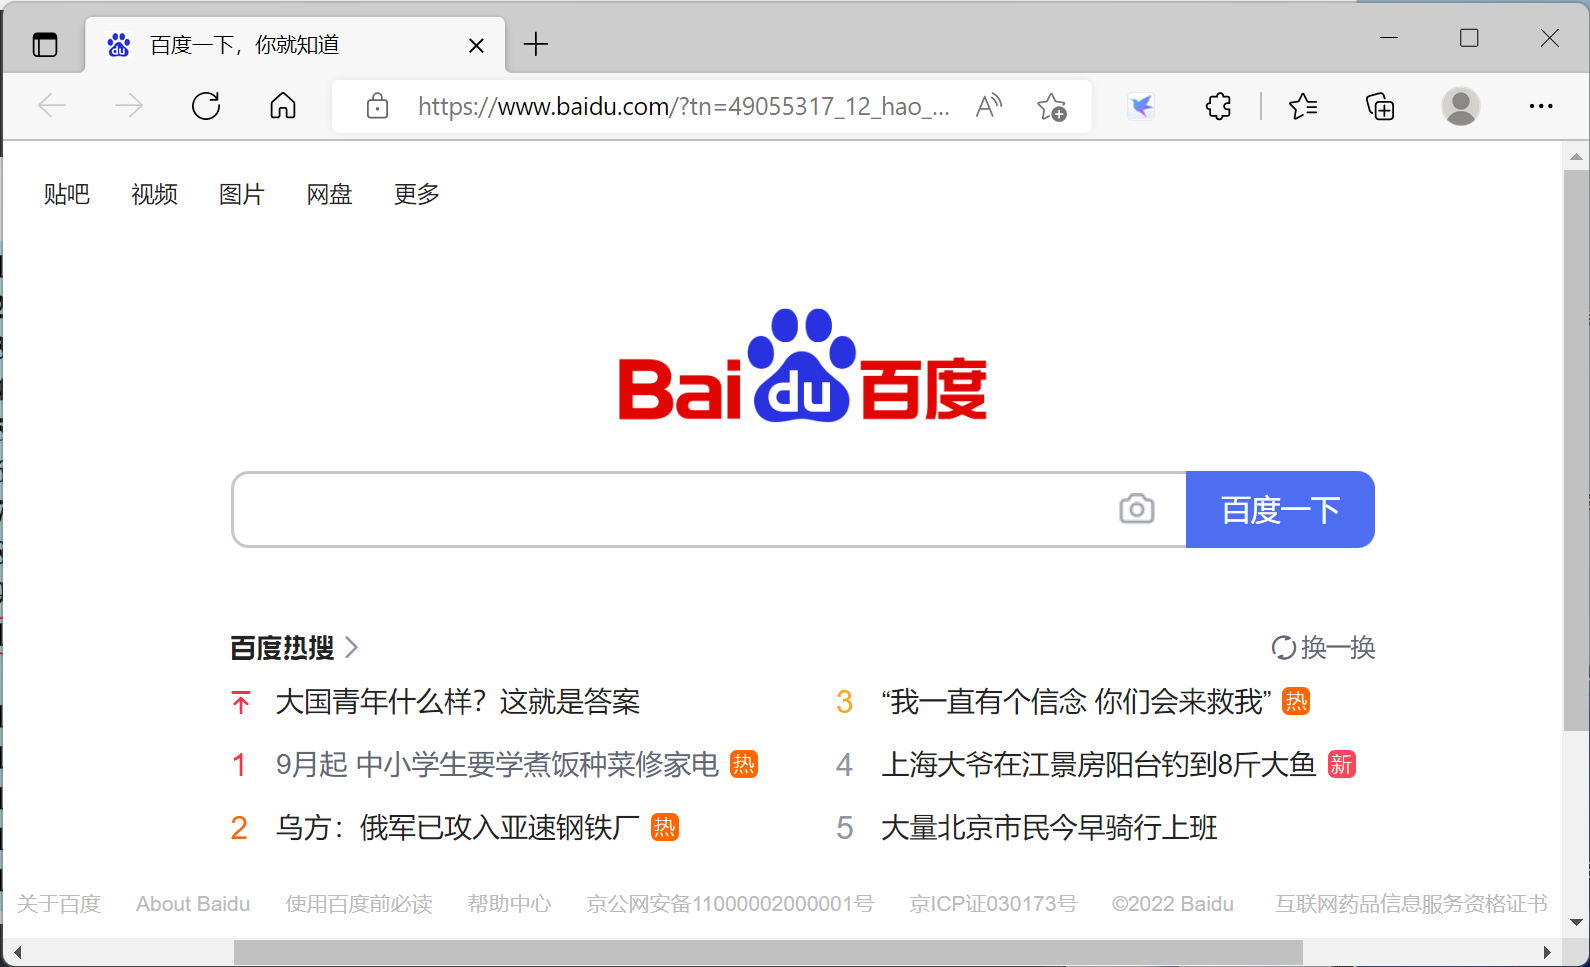 百度一下，你就知道
https://www.baidu.com/?tn=49055317_12_hao_...
贴吧 视频 图片 网盘 更多
Bai du 百度
百度一下
百度热搜 换一换
大国青年什么样？这就是答案
1 9月起 中小学生要学煮饭种菜修家电 热
2 乌方：俄军已攻入亚速钢铁厂 热
3 “我一直有个信念 你们会来救我” 热
4 上海大爷在江景房阳台钓到8斤大鱼 新
5 大量北京市民今早骑行上班
关于百度 About Baidu 使用百度前必读 帮助中心 京公网安备11000002000001号 京ICP证030173号 ©2022 Baidu 互联网药品信息服务资格证书